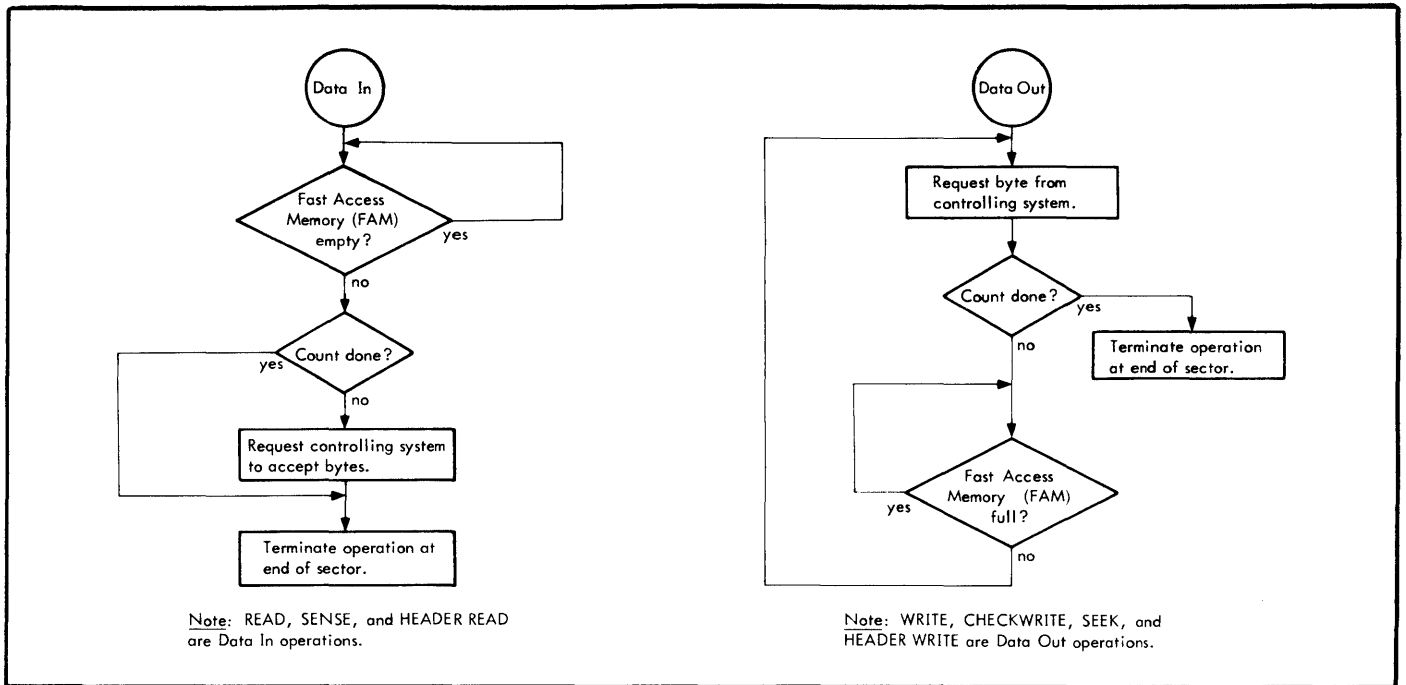 Data In
Fast Access
Memory (FAM)
empty?
yes
no
Count done?
yes
no
Request controlling system
to accept bytes.
Terminate operation at
end of sector.
Note: READ, SENSE, and HEADER READ
are Data In operations.
Data Out
Request byte from
controlling system.
Count done?
yes
no
Terminate operation
at end of sector.
Fast Access
Memory (FAM)
full?
yes
no
Note: WRITE, CHECKWRITE, SEEK, and
HEADER WRITE are Data Out operations.